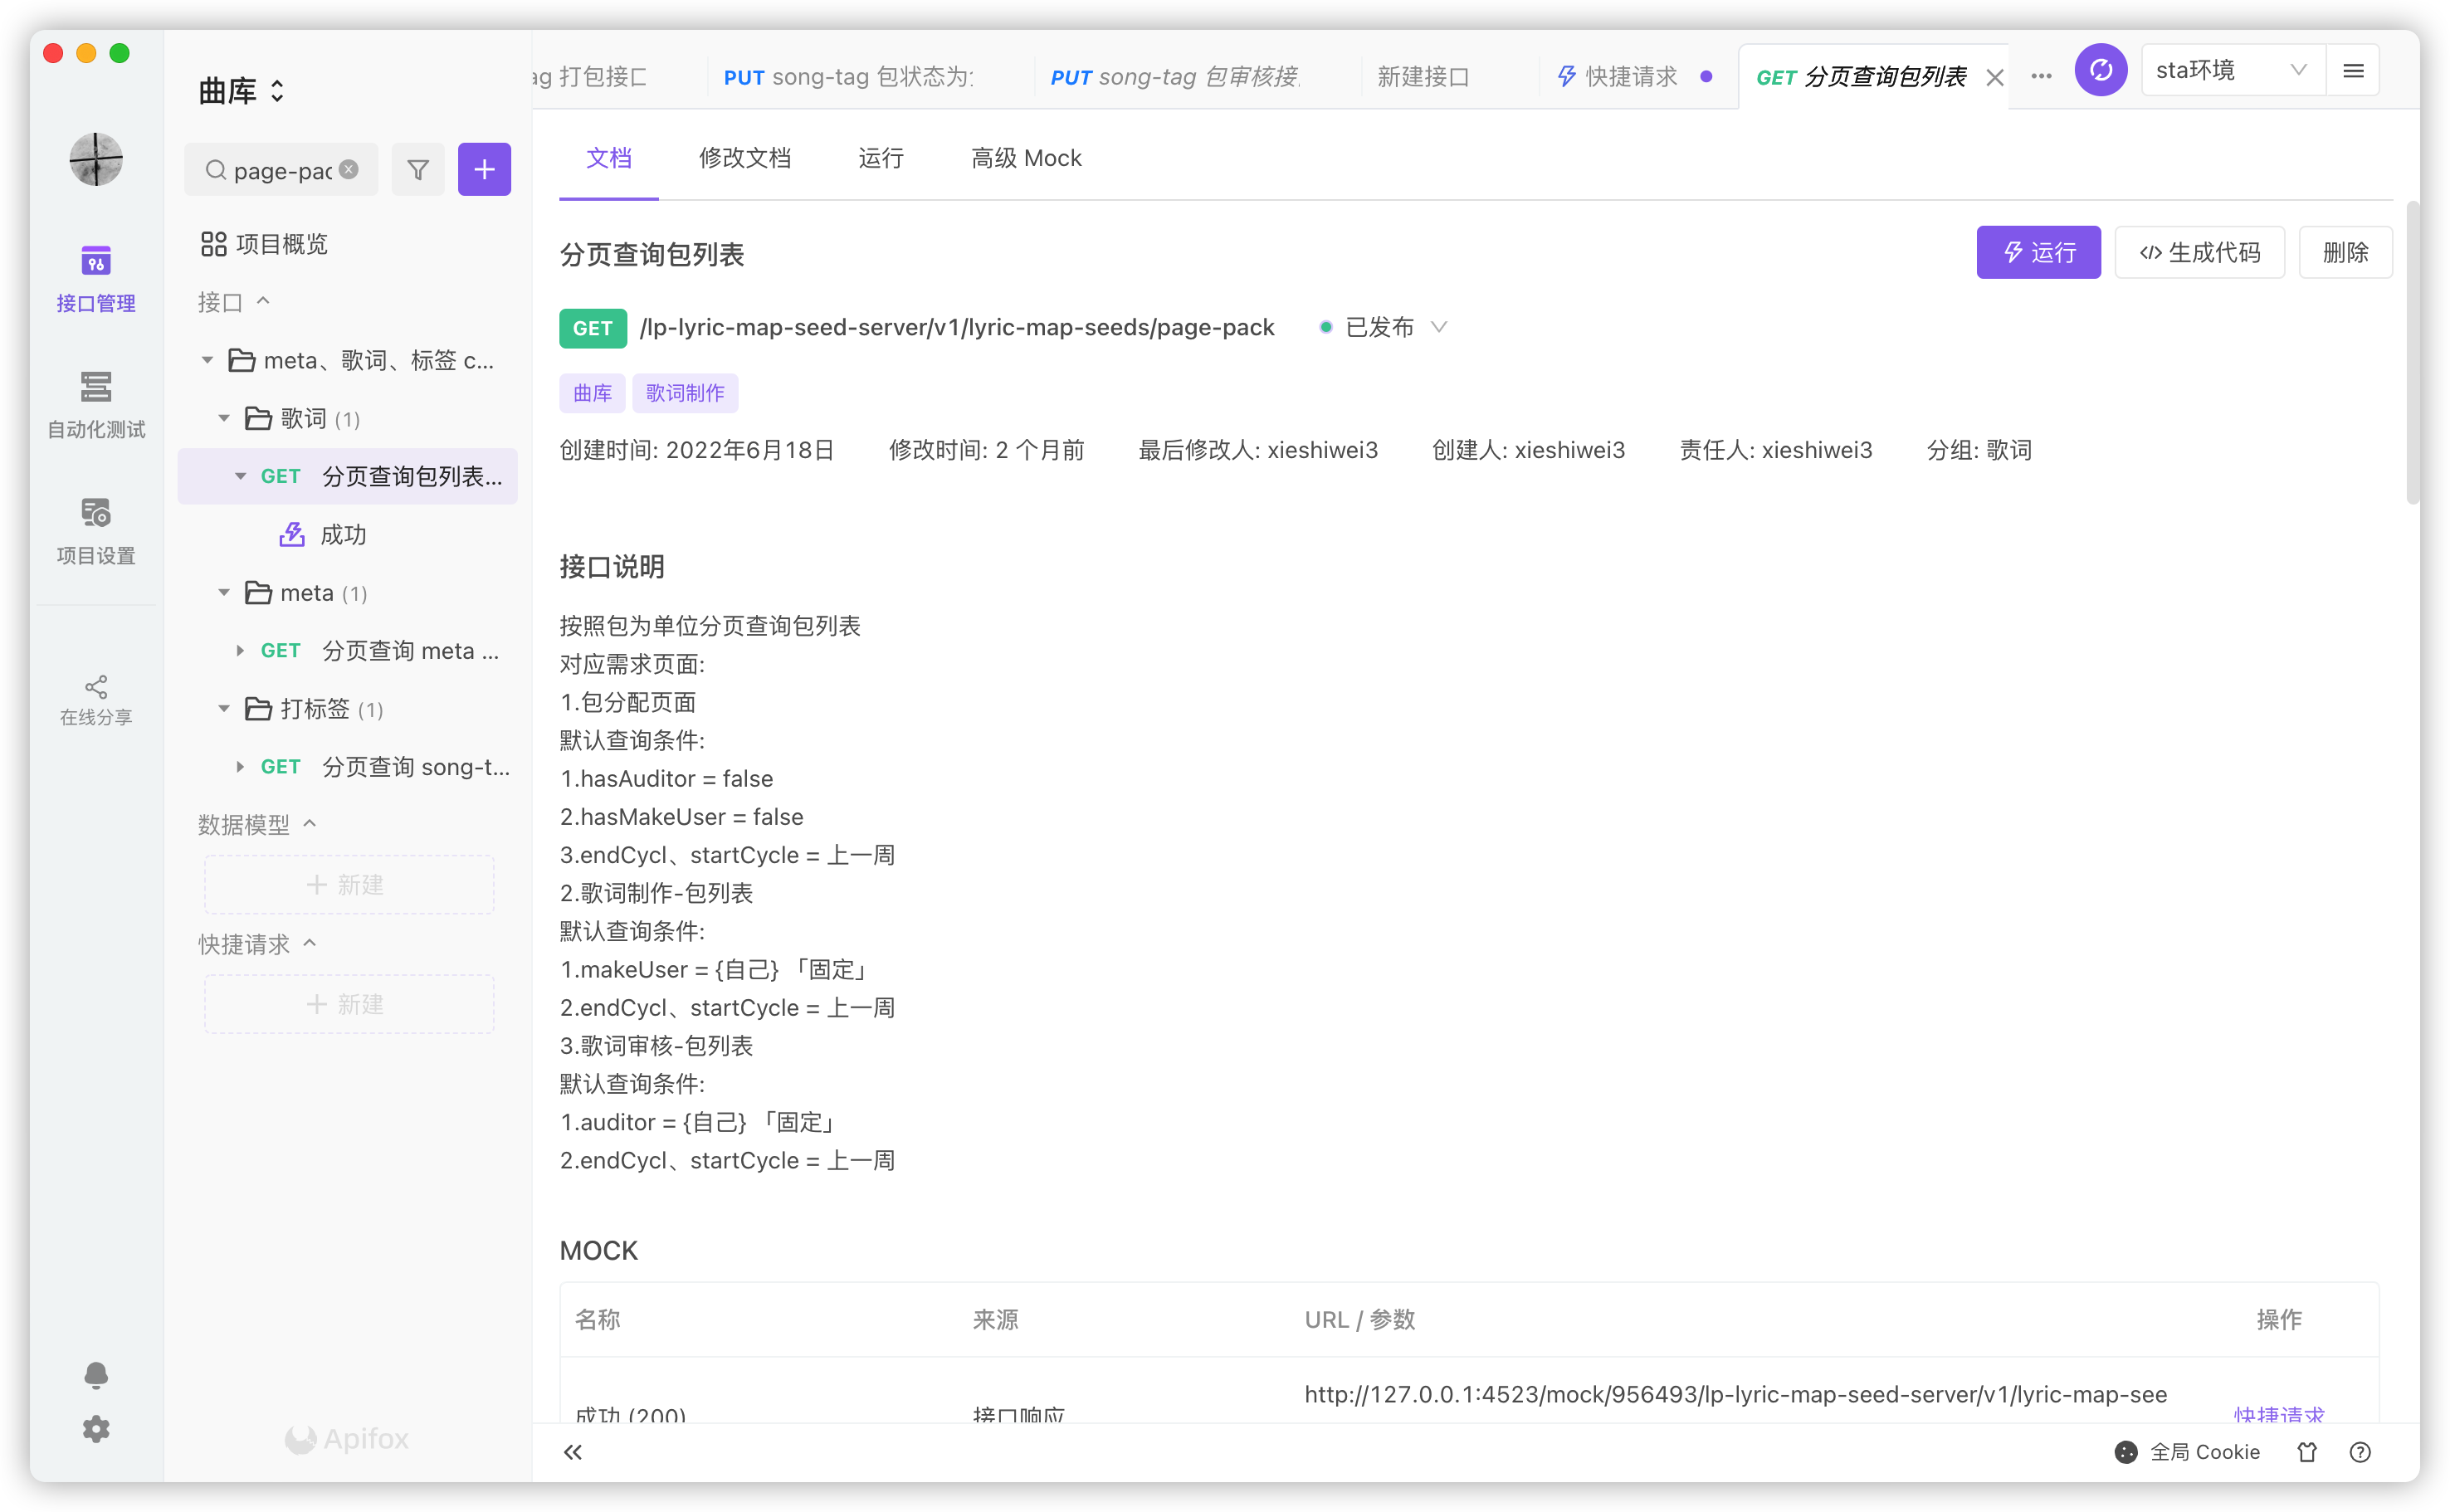 曲库
page-pac
项目概览
接口
meta、歌词、标签 c...
歌词 (1)
GET 分页查询包列表...
成功
meta (1)
GET 分页查询 meta ...
打标签 (1)
GET 分页查询 song-t...
数据模型
+ 新建
快捷请求
+ 新建
Apifox
接口管理
自动化测试
项目设置
在线分享
ag 打包接口
PUT song-tag 包状态为
PUT song-tag 包审核接
新建接口
快捷请求
GET 分页查询包列表
sta环境
文档
修改文档
运行
高级 Mock
分页查询包列表
运行
生成代码
删除
GET /lp-lyric-map-seed-server/v1/lyric-map-seeds/page-pack
已发布
曲库
歌词制作
创建时间: 2022年6月18日
修改时间: 2 个月前
最后修改人: xieshiwei3
创建人: xieshiwei3
责任人: xieshiwei3
分组: 歌词
接口说明
按照包为单位分页查询包列表
对应需求页面:
1.包分配页面
默认查询条件:
1.hasAuditor = false
2.hasMakeUser = false
3.endCycl、startCycle = 上一周
2.歌词制作-包列表
默认查询条件:
1.makeUser = {自己} 「固定」
2.endCycl、startCycle = 上一周
3.歌词审核-包列表
默认查询条件:
1.auditor = {自己} 「固定」
2.endCycl、startCycle = 上一周
MOCK
名称
来源
URL / 参数
操作
成功 (200)
接口响应
http://127.0.0.1:4523/mock/956493/lp-lyric-map-seed-server/v1/lyric-map-see
快捷请求
全局 Cookie